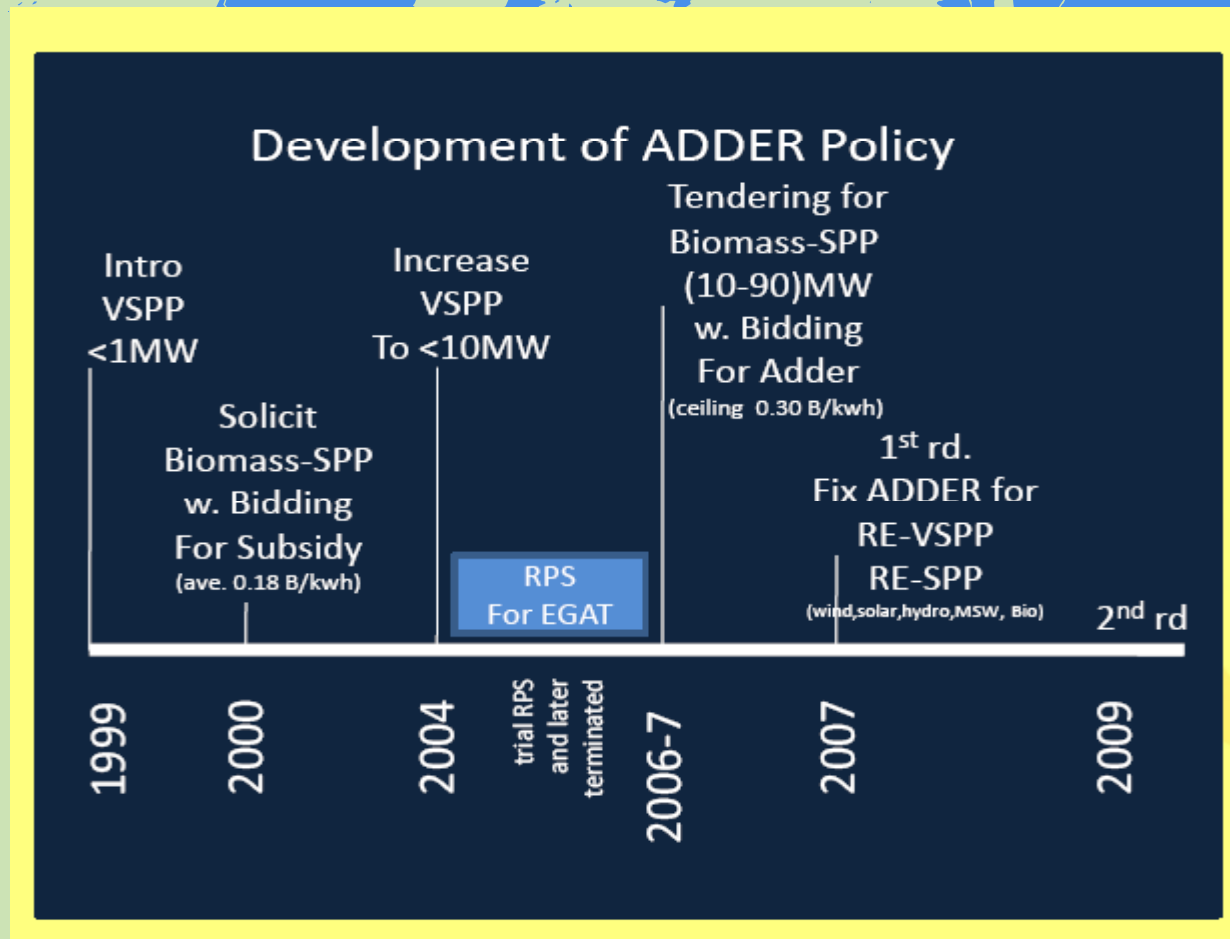 Development of ADDER Policy
Intro
VSPP
<1MW
Solicit
Biomass-SPP
w. Bidding
For Subsidy
(ave. 0.18 B/kwh)
Increase
VSPP
To <10MW
RPS
For EGAT
Tendering for
Biomass-SPP
(10-90)MW
w. Bidding
For Adder
(ceiling 0.30 B/kwh)
1st rd.
Fix ADDER for
RE-VSPP
RE-SPP
(wind,solar,hydro,MSW, Bio)
2nd rd
1999
2000
2004
trial RPS
and later
terminated
2006-7
2007
2009